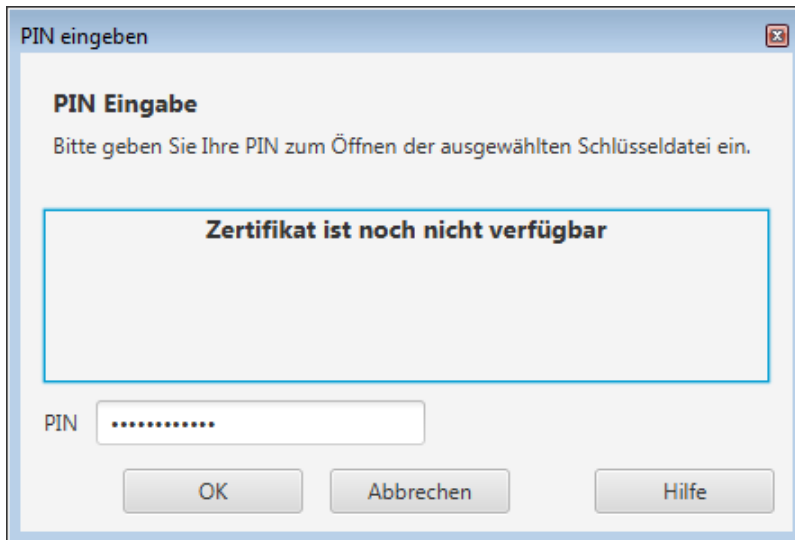 PIN eingeben
PIN Eingabe
Bitte geben Sie Ihre PIN zum Öffnen der ausgewählten Schlüsseldatei ein.
Zertifikat ist noch nicht verfügbar
PIN ••••••••••••
OK Abbrechen Hilfe